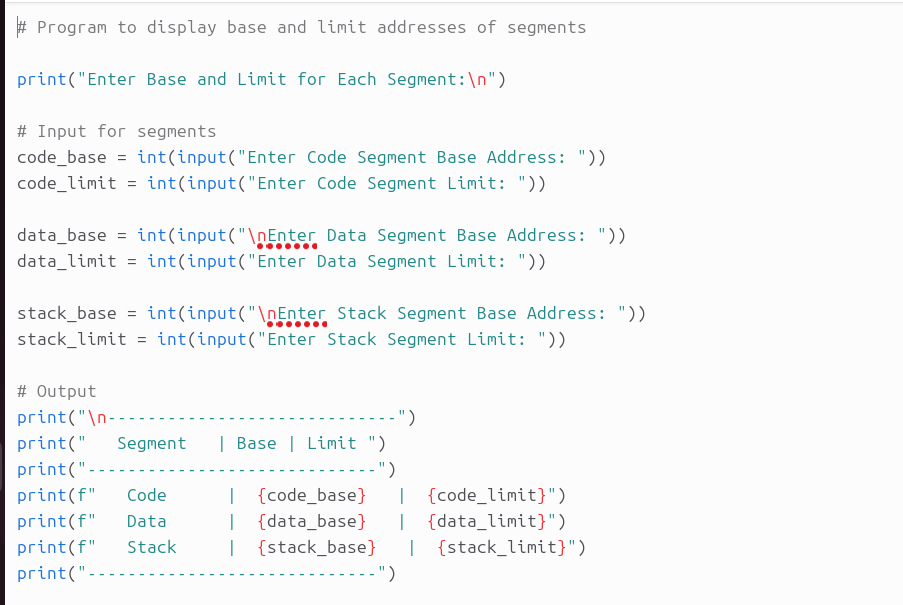 # Program to display base and limit addresses of segments

print("Enter Base and Limit for Each Segment:\n")

# Input for segments
code_base = int(input("Enter Code Segment Base Address: "))
code_limit = int(input("Enter Code Segment Limit: "))

data_base = int(input("\nEnter Data Segment Base Address: "))
data_limit = int(input("Enter Data Segment Limit: "))

stack_base = int(input("\nEnter Stack Segment Base Address: "))
stack_limit = int(input("Enter Stack Segment Limit: "))

# Output
print("\n-----------------------------")
print("   Segment   | Base | Limit ")
print("-----------------------------")
print(f"   Code      |  {code_base}   |  {code_limit}")
print(f"   Data      |  {data_base}   |  {data_limit}")
print(f"   Stack     |  {stack_base}   |  {stack_limit}")
print("-----------------------------")